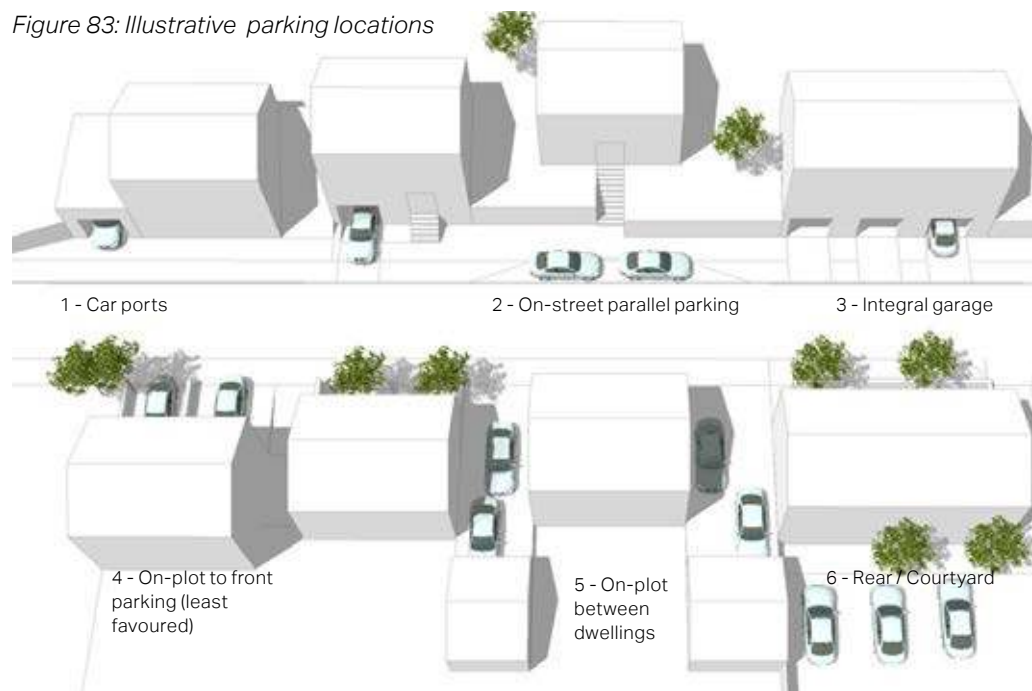 Figure 83: Illustrative parking locations
1 - Car ports
2 - On-street parallel parking
3 - Integral garage
4 - On-plot to front
parking (least
favoured)
5 - On-plot
between
dwellings
6 - Rear / Courtyard